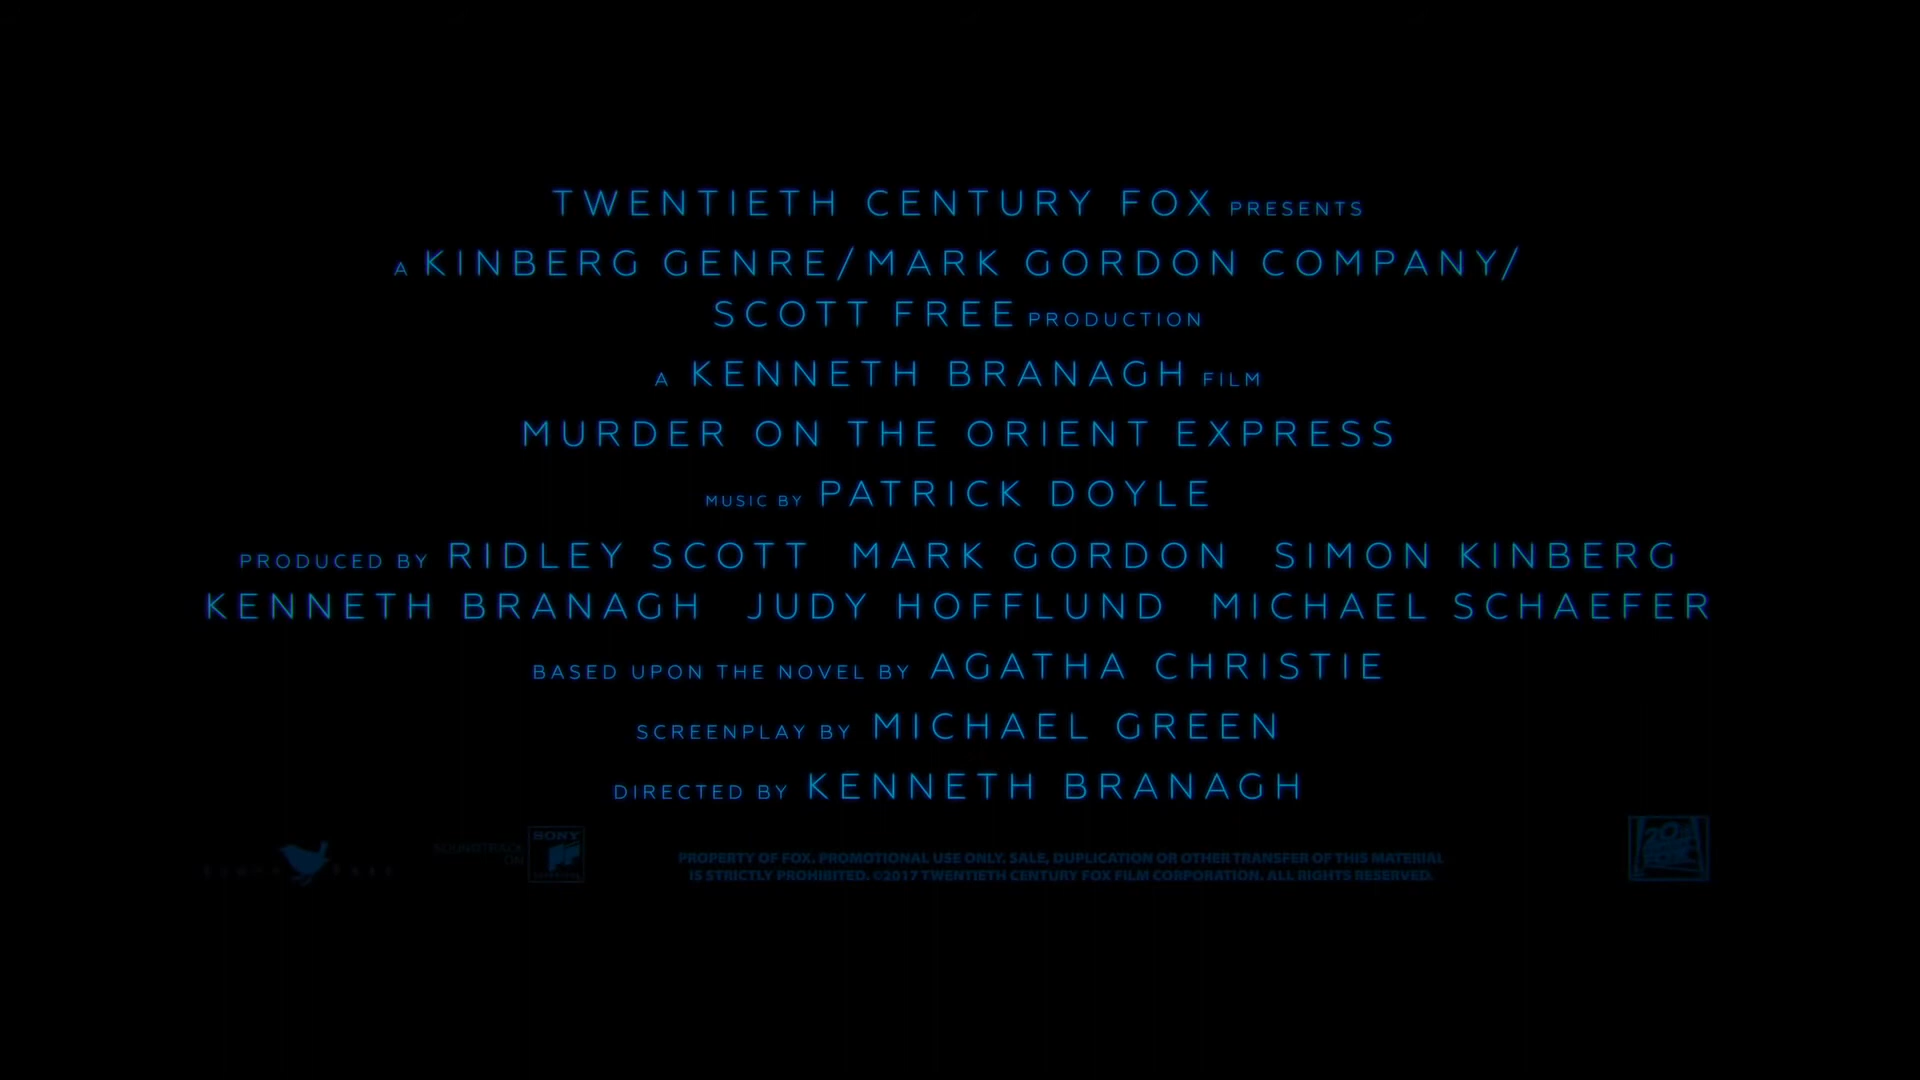 TWENTIETH CENTURY FOX PRESENTS
A KINBERG GENRE/MARK GORDON COMPANY/
SCOTT FREE PRODUCTION
A KENNETH BRANAGH FILM
MURDER ON THE ORIENT EXPRESS
MUSIC BY PATRICK DOYLE
PRODUCED BY RIDLEY SCOTT MARK GORDON SIMON KINBERG
KENNETH BRANAGH JUDY HOFFLUND MICHAEL SCHAEFER
BASED UPON THE NOVEL BY AGATHA CHRISTIE
SCREENPLAY BY MICHAEL GREEN
DIRECTED BY KENNETH BRANAGH
SOUNDTRACK
ON
SONY
PROPERTY OF FOX. PROMOTIONAL USE ONLY. SALE, DUPLICATION OR OTHER TRANSFER OF THIS MATERIAL
IS STRICTLY PROHIBITED. ©2017 TWENTIETH CENTURY FOX FILM CORPORATION. ALL RIGHTS RESERVED.